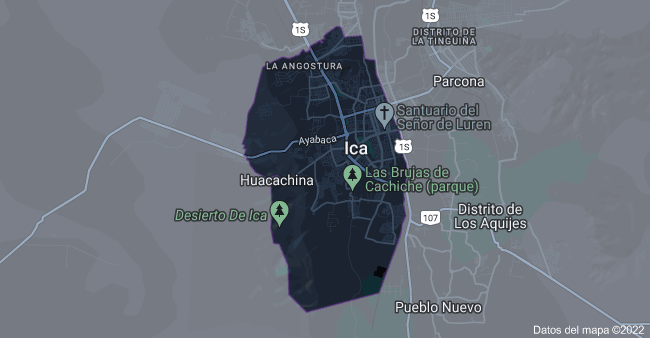 1S
1S
DISTRITO DE
LA TINGUIÑA
LA ANGOSTURA
Parcona
Santuario del
Señor de Luren
Ayabaca
Ica
1S
Huacachina
Las Brujas de
Cachiche (parque)
Desierto De Ica
107
Distrito de
Los Aquijes
Pueblo Nuevo
Datos del mapa ©2022